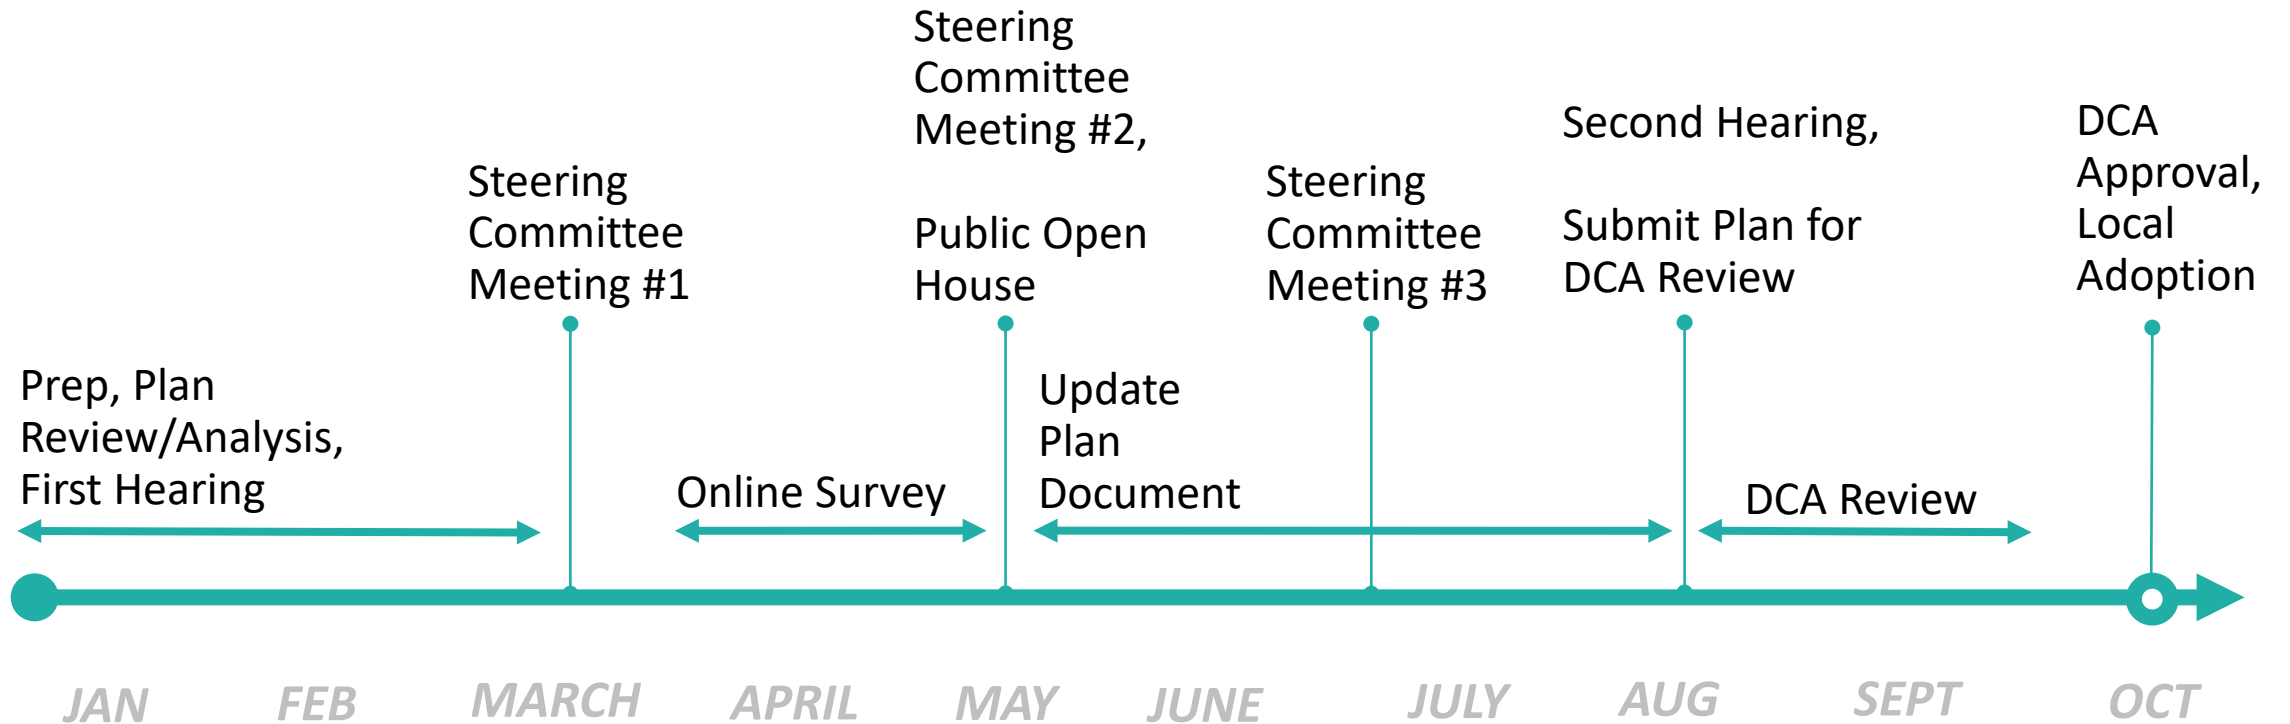 Steering
Committee
Meeting #1
Steering
Committee
Meeting #2,
Public Open
House
Steering
Committee
Meeting #3
Second Hearing,
Submit Plan for
DCA Review
DCA
Approval,
Local
Adoption
Prep, Plan
Review/Analysis,
First Hearing
Online Survey
Update
Plan
Document
DCA Review
JAN
FEB
MARCH
APRIL
MAY
JUNE
JULY
AUG
SEPT
OCT